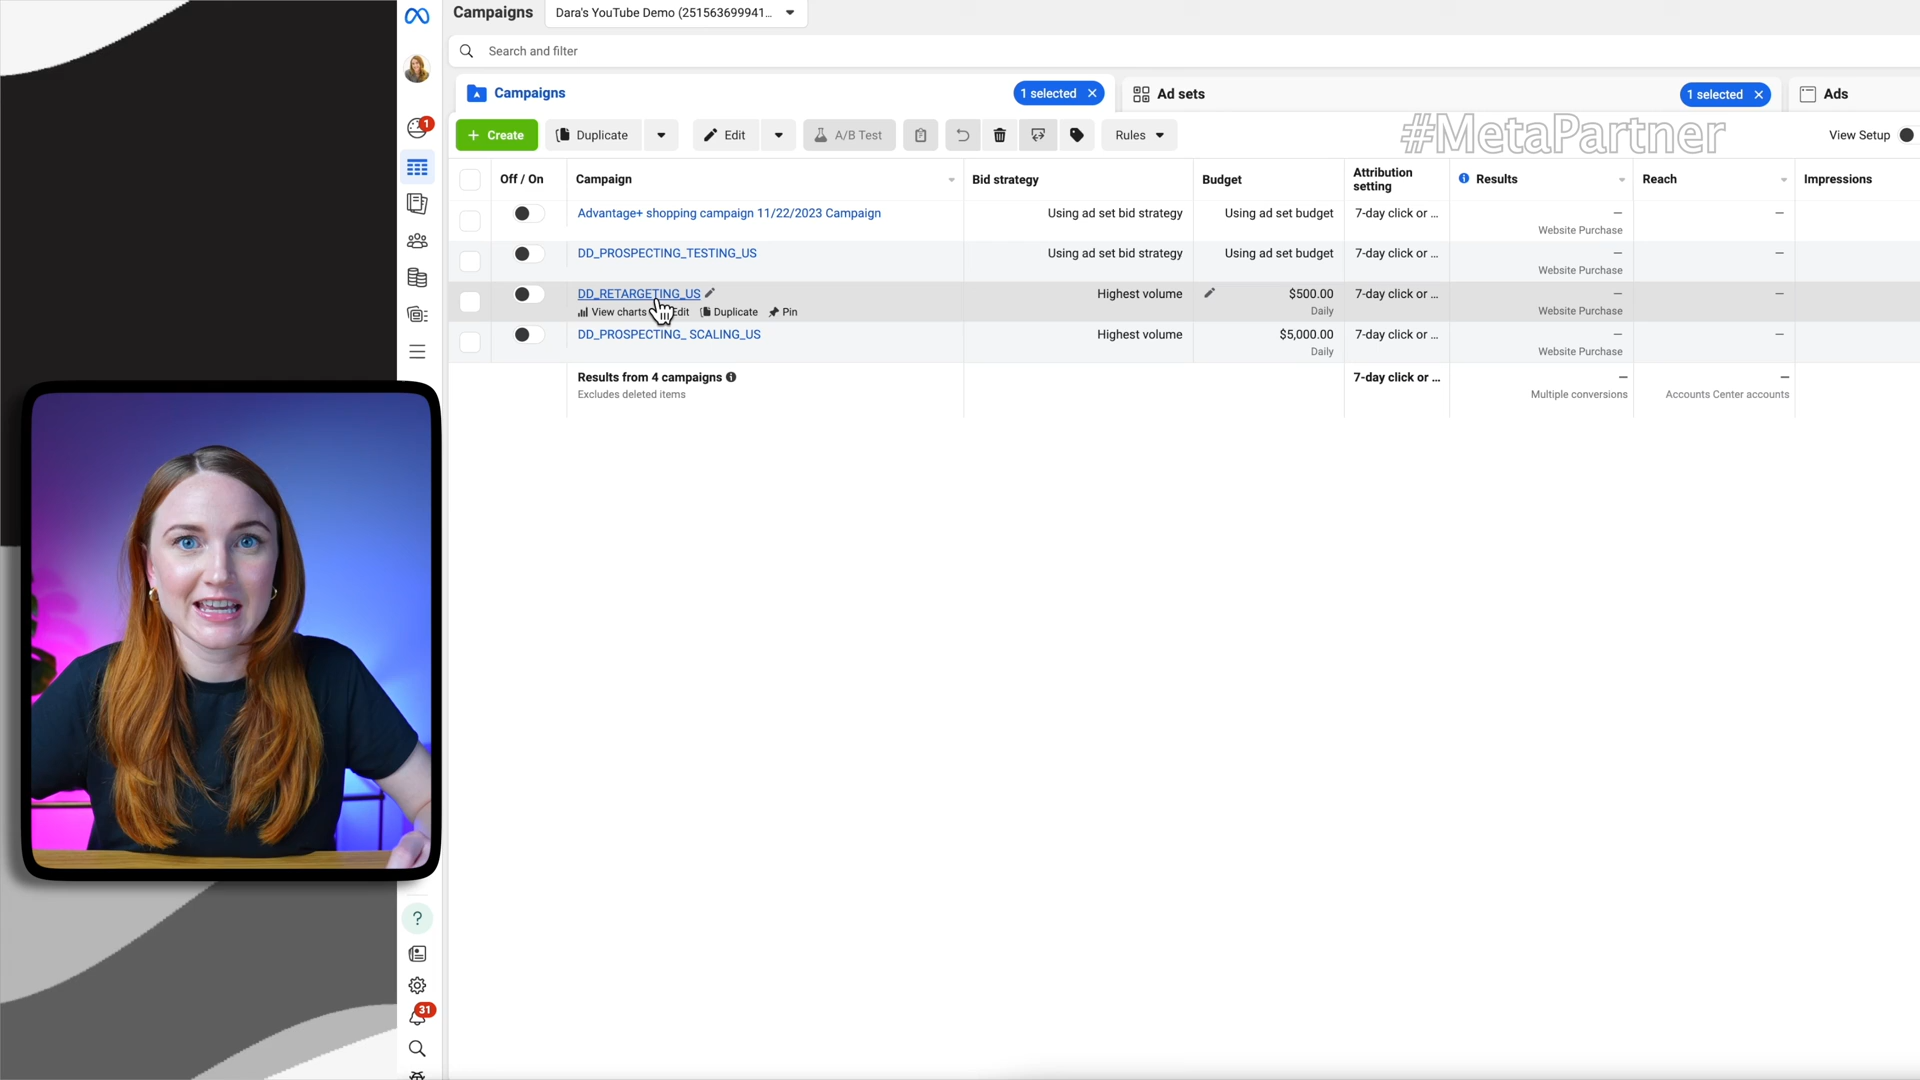 Campaigns
Dara's YouTube Demo (251563699941...
Search and filter
Campaigns
1 selected
Ad sets
1 selected
Ads
1
+ Create
Duplicate
Edit
A/B Test
Rules
#MetaPartner
View Setup
Off / On
Campaign
Bid strategy
Budget
Attribution
setting
Results
Reach
Impressions
Advantage+ shopping campaign 11/22/2023 Campaign
Using ad set bid strategy
Using ad set budget
7-day click or ...
—
Website Purchase
—
DD_PROSPECTING_TESTING_US
Using ad set bid strategy
Using ad set budget
7-day click or ...
—
Website Purchase
—
DD_RETARGETING_US
Highest volume
$500.00
Daily
7-day click or ...
—
Website Purchase
—
View charts
Duplicate
Pin
DD_PROSPECTING_ SCALING_US
Highest volume
$5,000.00
Daily
7-day click or ...
—
Website Purchase
—
Results from 4 campaigns
Excludes deleted items
7-day click or ...
—
Multiple conversions
—
Accounts Center accounts
?
31